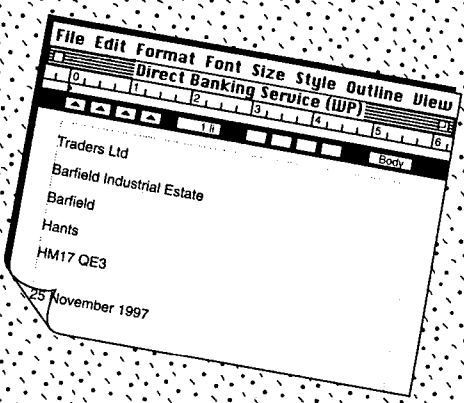 File Edit Format Font Size Style Outline View
Direct Banking Service (WP)
0 1 2 3 4 5 6
1 li Body
Traders Ltd
Barfield Industrial Estate
Barfield
Hants
HM17 QE3
25 November 1997